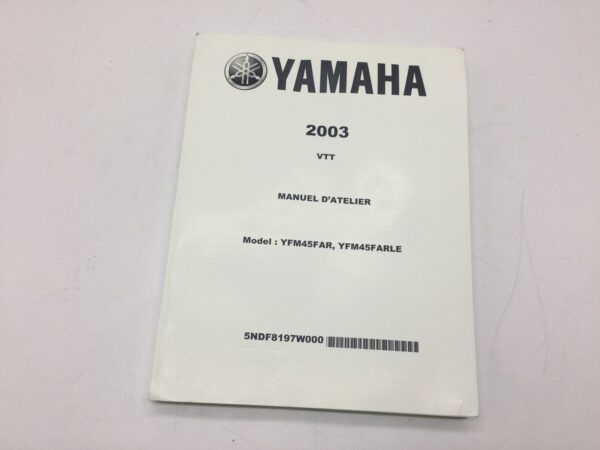 YAMAHA
2003
VTT
MANUEL D'ATELIER
Model : YFM45FAR, YFM45FARLE
5NDF8197W000